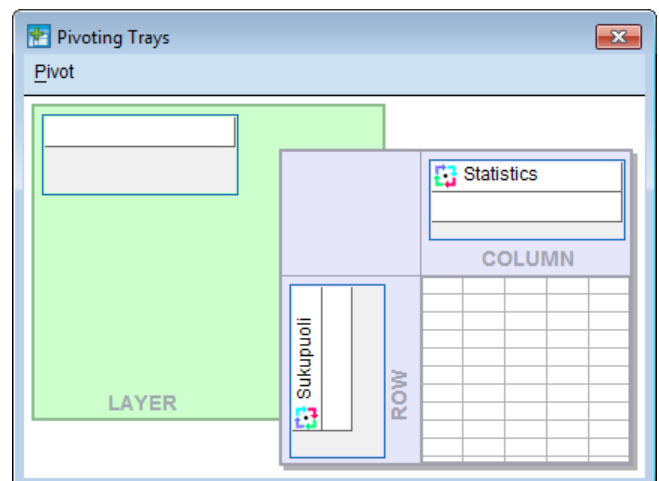 Pivoting Trays
Pivot
Statistics
COLUMN
Sukupuoli
ROW
LAYER